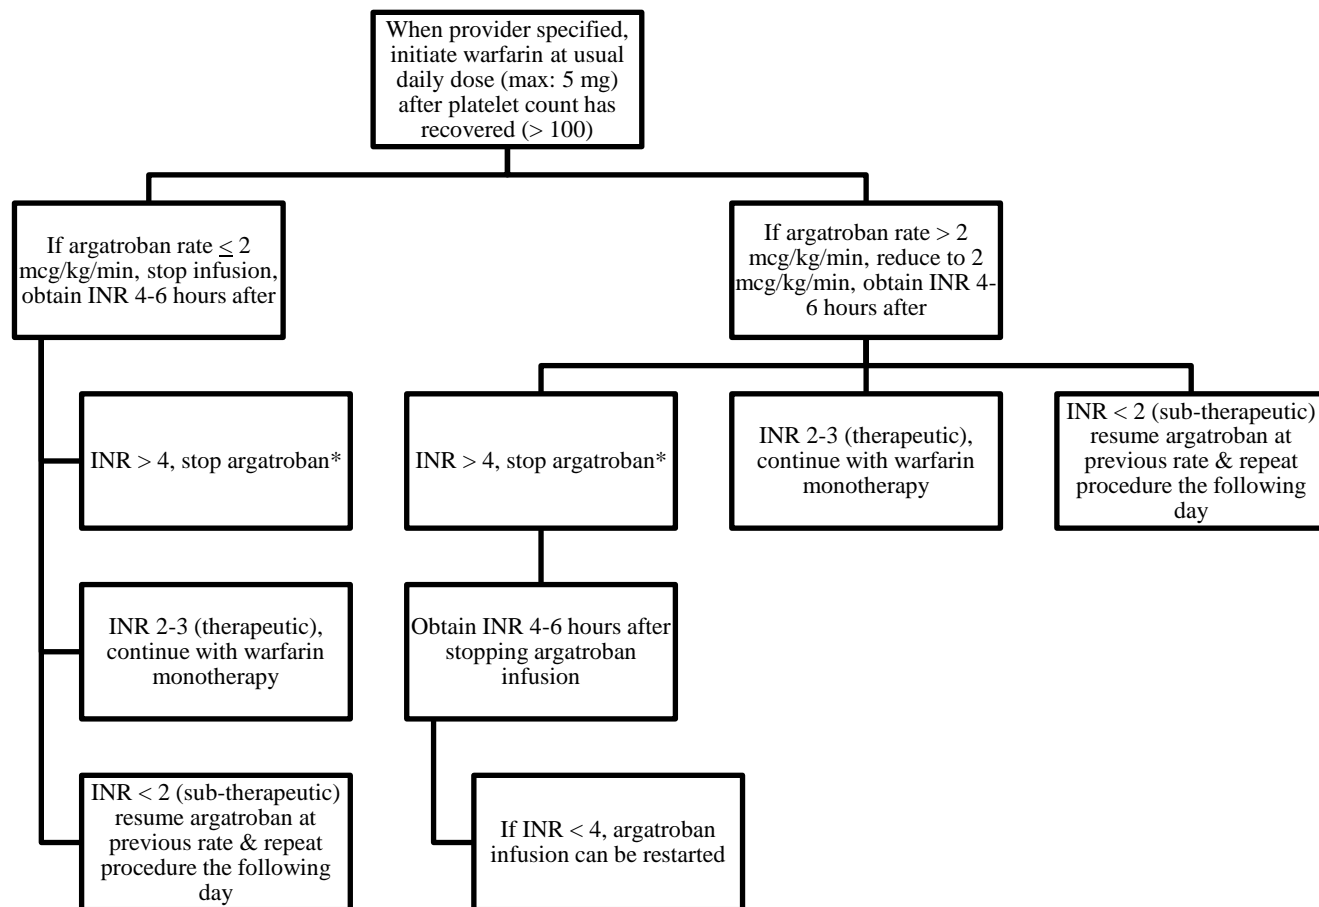 When provider specified,
initiate warfarin at usual
daily dose (max: 5 mg)
after platelet count has
recovered (> 100)
If argatroban rate ≤ 2
mcg/kg/min, stop infusion,
obtain INR 4-6 hours after
If argatroban rate > 2
mcg/kg/min, reduce to 2
mcg/kg/min, obtain INR 4-
6 hours after
INR > 4, stop argatroban*
INR 2-3 (therapeutic),
continue with warfarin
monotherapy
INR < 2 (sub-therapeutic)
resume argatroban at
previous rate & repeat
procedure the following
day
INR > 4, stop argatroban*
Obtain INR 4-6 hours after
stopping argatroban
infusion
If INR < 4, argatroban
infusion can be restarted
INR 2-3 (therapeutic),
continue with warfarin
monotherapy
INR < 2 (sub-therapeutic)
resume argatroban at
previous rate & repeat
procedure the following
day